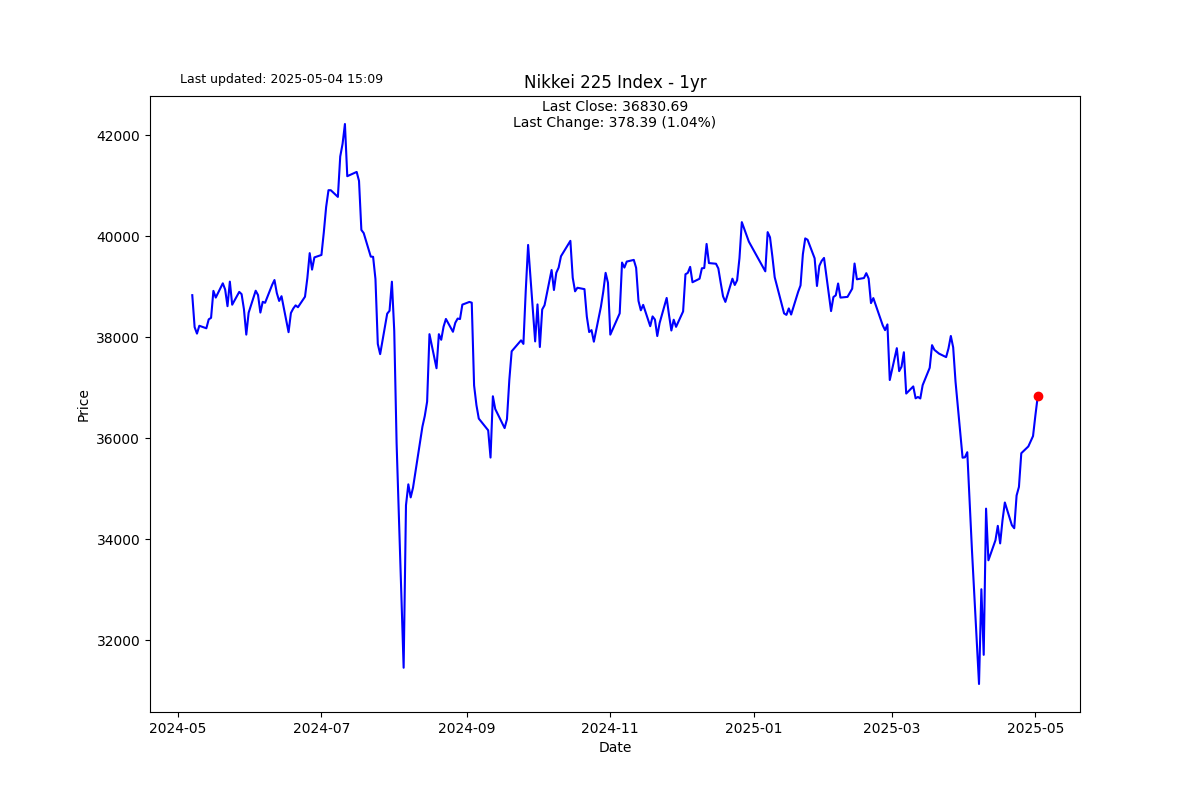 Last updated: 2025-05-04 15:09
Nikkei 225 Index - 1yr
Last Close: 36830.69
Last Change: 378.39 (1.04%)
42000
40000
38000
36000
34000
32000
Price
2024-05
2024-07
2024-09
2024-11
2025-01
2025-03
2025-05
Date